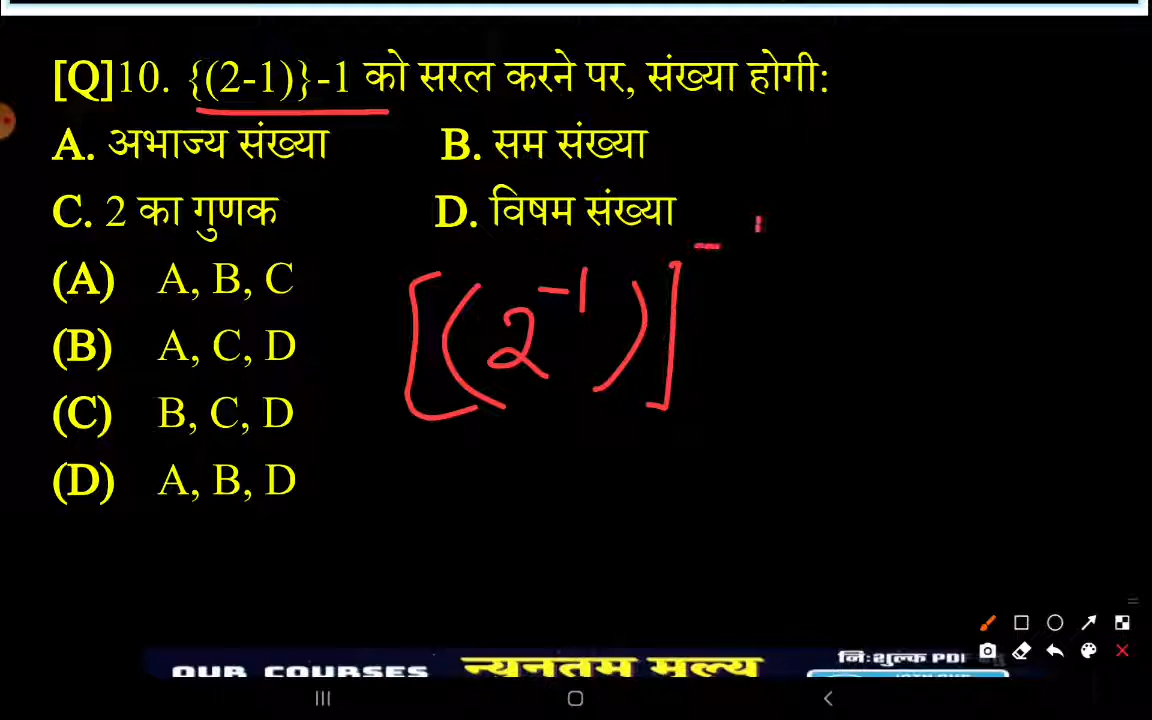 [Q]10. {(2-1)}-1 को सरल करने पर, संख्या होगी:
A. अभाज्य संख्या B. सम संख्या
C. 2 का गुणक D. विषम संख्या
(A) A, B, C
(B) A, C, D
(C) B, C, D
(D) A, B, D
[(2⁻¹)]⁻¹
OUR COURSES न्यूनतम मूल्य निःशुल्क PDF